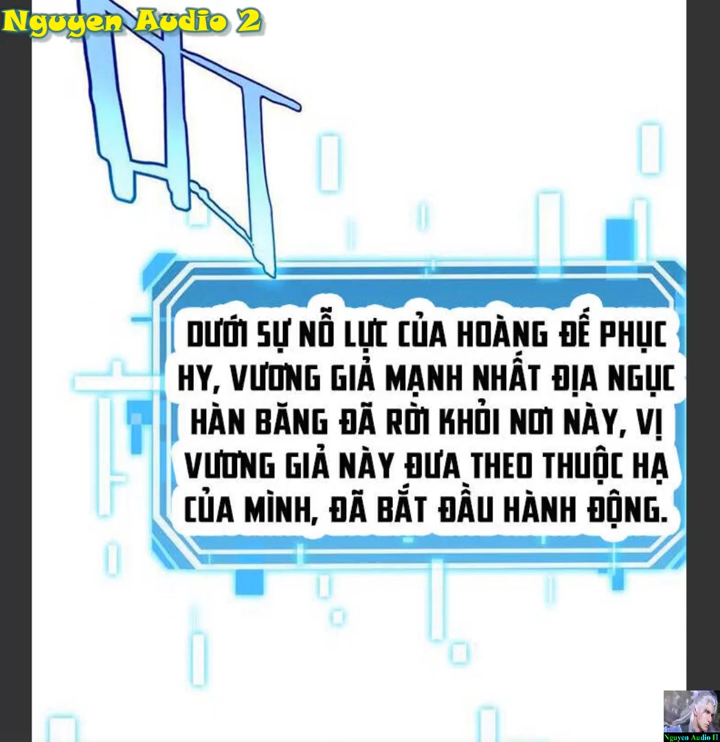 Nguyen Audio 2
DƯỚI SỰ NỖ LỰC CỦA HOÀNG ĐẾ PHỤC
HY, VƯƠNG GIẢ MẠNH NHẤT ĐỊA NGỤC
HÀN BĂNG ĐÃ RỜI KHỎI NƠI NÀY, VỊ
VƯƠNG GIẢ NÀY ĐƯA THEO THUỘC HẠ
CỦA MÌNH, ĐÃ BẮT ĐẦU HÀNH ĐỘNG.
Nguyen Audio II